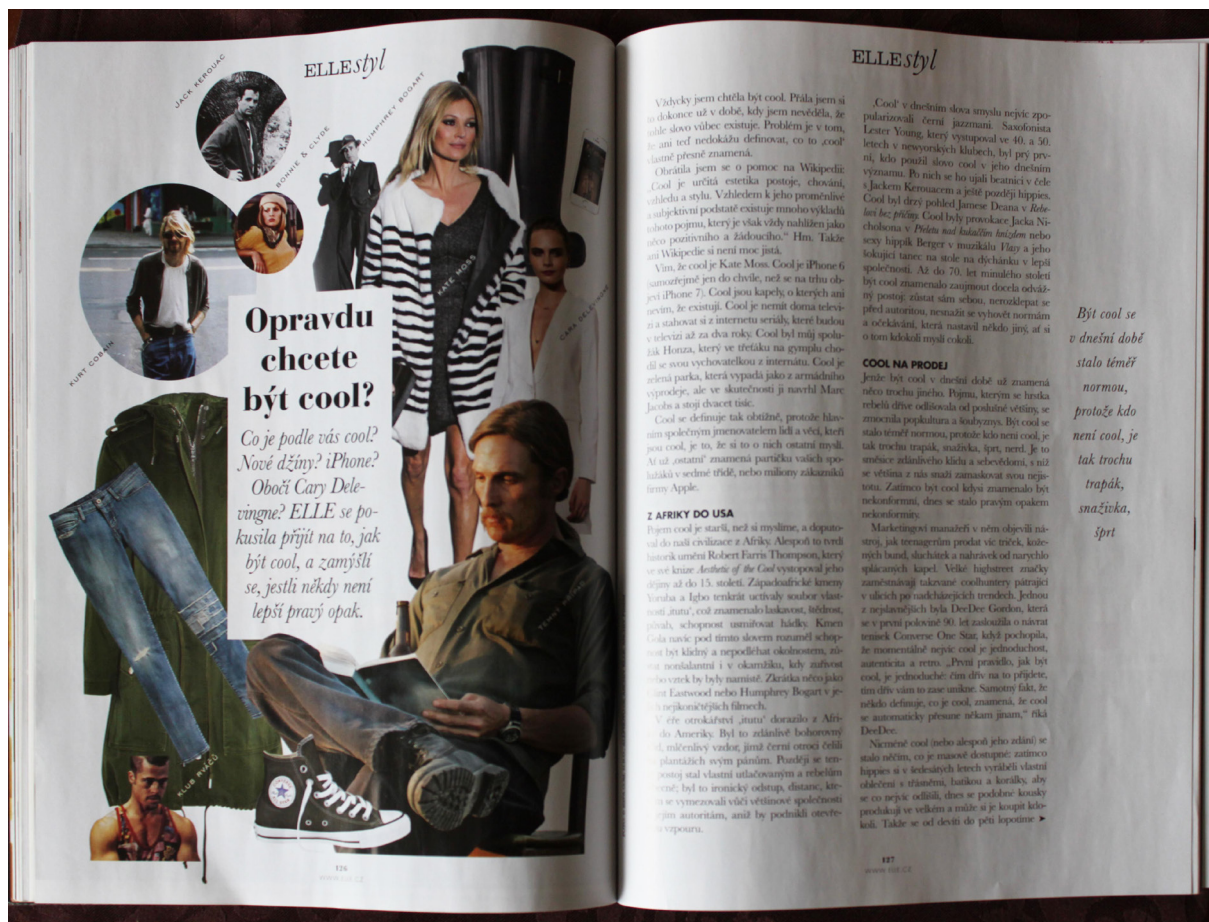 ELLE styl
JACK KEROUAC
BONNIE & CLYDE
HUMPHREY BOGART
KATE MOSS
KURT COBAIN
Opravdu
chcete
být cool?
Co je podle vás cool?
Nové džíny? iPhone?
Obočí Cary Dele-
vingne? ELLE se po-
kusila přijít na to, jak
být cool, a zamýšlí
se, jestli někdy není
lepší pravý opak.
KLUB RVÁČŮ
126
ELLE styl
Vždycky jsem chtěla být cool. Přála jsem si
dokonce už v době, kdy jsem nevěděla, že
slovo vůbec existuje. Problém je v tom,
že ani teď nedokážu definovat, co to ‚cool‘
vlastně přesně znamená.
Obrátila jsem se o pomoc na Wikipedii:
„Cool je určitá estetika postoje, chování,
vzhledu a stylu. Vzhledem k jeho proměnlivé
a subjektivní podstatě existuje mnoho výkladů
tohoto pojmu, který je však vždy nahlížen jako
něco pozitivního a žádoucího.“ Hm. Takže
ani Wikipedie si není moc jistá.
Vím, že cool je Kate Moss. Cool je iPhone 6
(samozřejmě jen do chvíle, než se na trhu ob-
jeví iPhone 7). Cool jsou kapely, o kterých ani
nevím, že existují. Cool je nemít doma televi-
zi a stahovat si z internetu seriály, které budou
v televizi až za dva roky. Cool byl můj spolu-
žák Honza, který ve třeťáku na gymplu cho-
dil se svou vychovatelkou z internátu. Cool je
zelená parka, která vypadá jako z armádního
výprodeje, ale ve skutečnosti ji navrhl Marc
Jacobs a stojí dvacet tisíc.
Cool se definuje tak obtížně, protože hlav-
ním společným jmenovatelem lidí a věcí, kteří
jsou cool, je to, že si to o nich ostatní myslí.
Ať už ‚ostatní‘ znamená partičku vašich spo-
lužáků v sedmé třídě, nebo miliony zákazníků
firmy Apple.
Z AFRIKY DO USA
Pojem cool je starší, než si myslíme, a doputo-
val do naší civilizace z Afriky. Alespoň to tvrdí
historik umění Robert Farris Thompson, který
ve své knize Aesthetic of the Cool vystopoval jeho
dějiny až do 15. století. Západoafrické kmeny
Yoruba a Igbo tenkrát uctívaly soubor vlast-
ností ‚itutu‘, což znamenalo laskavost, štědrost,
půvab, schopnost usmiřovat hádky. Kmen
Gola navíc pod tímto slovem rozuměl schop-
nost být klidný a nepodléhat okolnostem, zů-
stat nonšalantní i v okamžiku, kdy zuřivost
nebo vztek by byly namístě. Zkrátka něco jako
Clint Eastwood nebo Humphrey Bogart v je-
nejikoničtějších filmech.
V éře otrokářství ‚itutu‘ dorazilo z Afri-
do Ameriky. Byl to zdánlivě bohorovný
mlčenlivý vzdor, jímž černí otroci čelili
plantážích svým pánům. Později se ten-
postoj stal vlastní utlačovaným a rebelům
byl to ironický odstup, distanc, kte-
se vymezovali vůči většinové společnosti
autoritám, aniž by podnikli otevře-
vzpouru.
‚Cool‘ v dnešním slova smyslu nejvíc zpo-
pularizovali černí jazzmani. Saxofonista
Lester Young, který vystupoval ve 40. a 50.
letech v newyorských klubech, byl prý prv-
ní, kdo použil slovo cool v jeho dnešním
významu. Po nich se ho ujali beatnici v čele
s Jackem Kerouacem a ještě později hippies.
Cool byl drzý pohled Jamese Deana v Rebe-
lovi bez příčiny. Cool byly provokace Jacka Ni-
cholsona v Přeletu nad kukaččím hnízdem nebo
sexy hippík Berger v muzikálu Vlasy a jeho
šokující tanec na stole na dýchánku v lepší
společnosti. Až do 70. let minulého století
být cool znamenalo zaujmout docela odváž-
ný postoj: zůstat sám sebou, nerozklepat se
před autoritou, nesnažit se vyhovět normám
a očekávání, která nastavil někdo jiný, ať si
o tom kdokoli myslí cokoli.
COOL NA PRODEJ
Jenže být cool v dnešní době už znamená
něco trochu jiného. Pojmu, kterým se hrstka
rebelů dříve odlišovala od poslušné většiny, se
zmocnila popkultura a šoubyznys. Být cool se
stalo téměř normou, protože kdo není cool, je
tak trochu trapák, snaživka, šprt, nerd. Je to
směsice zdánlivého klidu a sebevědomí, s níž
se většina z nás snaží zamaskovat svou nejis-
totu. Zatímco být cool kdysi znamenalo být
nekonformní, dnes se stalo pravým opakem
nekonformity.
Marketingoví manažeři v něm objevili ná-
stroj, jak teenagerům prodat víc triček, kože-
ných bund, sluchátek a nahrávek od narychlo
splácaných kapel. Velké highstreet značky
zaměstnávají takzvané coolhuntery pátrající
v ulicích po nadcházejících trendech. Jednou
z nejslavnějších byla DeeDee Gordon, která
se v první polovině 90. let zasloužila o návrat
tenisek Converse One Star, když pochopila,
že momentálně nejvíc cool je jednoduchost,
autenticita a retro. „První pravidlo, jak být
cool, je jednoduché: čím dřív na to přijdete,
tím dřív vám to zase unikne. Samotný fakt, že
někdo definuje, co je cool, znamená, že cool
se automaticky přesune někam jinam,“ říká
DeeDee.
Nicméně cool (nebo alespoň jeho zdání) se
stalo něčím, co je masově dostupné: zatímco
hippies si v šedesátých letech vyráběli vlastní
oblečení s třásněmi, batikou a korálky, aby
se co nejvíc odlišili, dnes se podobné kousky
produkují ve velkém a může si je koupit kdo-
koli. Takže se od devíti do pěti lopotíme ➤
Být cool se
v dnešní době
stalo téměř
normou,
protože kdo
není cool, je
tak trochu
trapák,
snaživka,
šprt
127